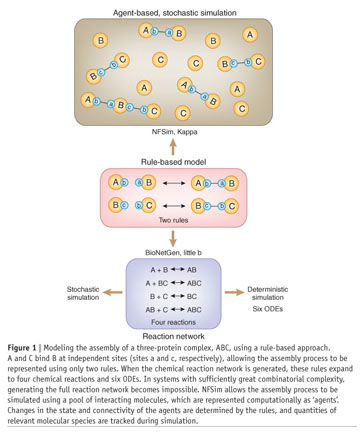 Agent-based, stochastic simulation
A b a B
B
B
A
B c b C
C
C
B c b C
A b a B c b C
A
A b a B
C
A
C
NFSim, Kappa
Rule-based model
A b a B A b a B
B c b C B c b C
Two rules
BioNetGen, little b
Stochastic
simulation
A + B ⟷ AB
A + BC ⟷ ABC
B + C ⟷ BC
AB + C ⟷ ABC
Four reactions
Deterministic
simulation
Six ODEs
Reaction network
Figure 1 | Modeling the assembly of a three-protein complex, ABC, using a rule-based approach.
A and C bind B at independent sites (sites a and c, respectively), allowing the assembly process to be
represented using only two rules. When the chemical reaction network is generated, these rules expand
to four chemical reactions and six ODEs. In systems with sufficiently great combinatorial complexity,
generating the full reaction network becomes impossible. NFSim allows the assembly process to be
simulated using a pool of interacting molecules, which are represented computationally as ‘agents’.
Changes in the state and connectivity of the agents are determined by the rules, and quantities of
relevant molecular species are tracked during simulation.